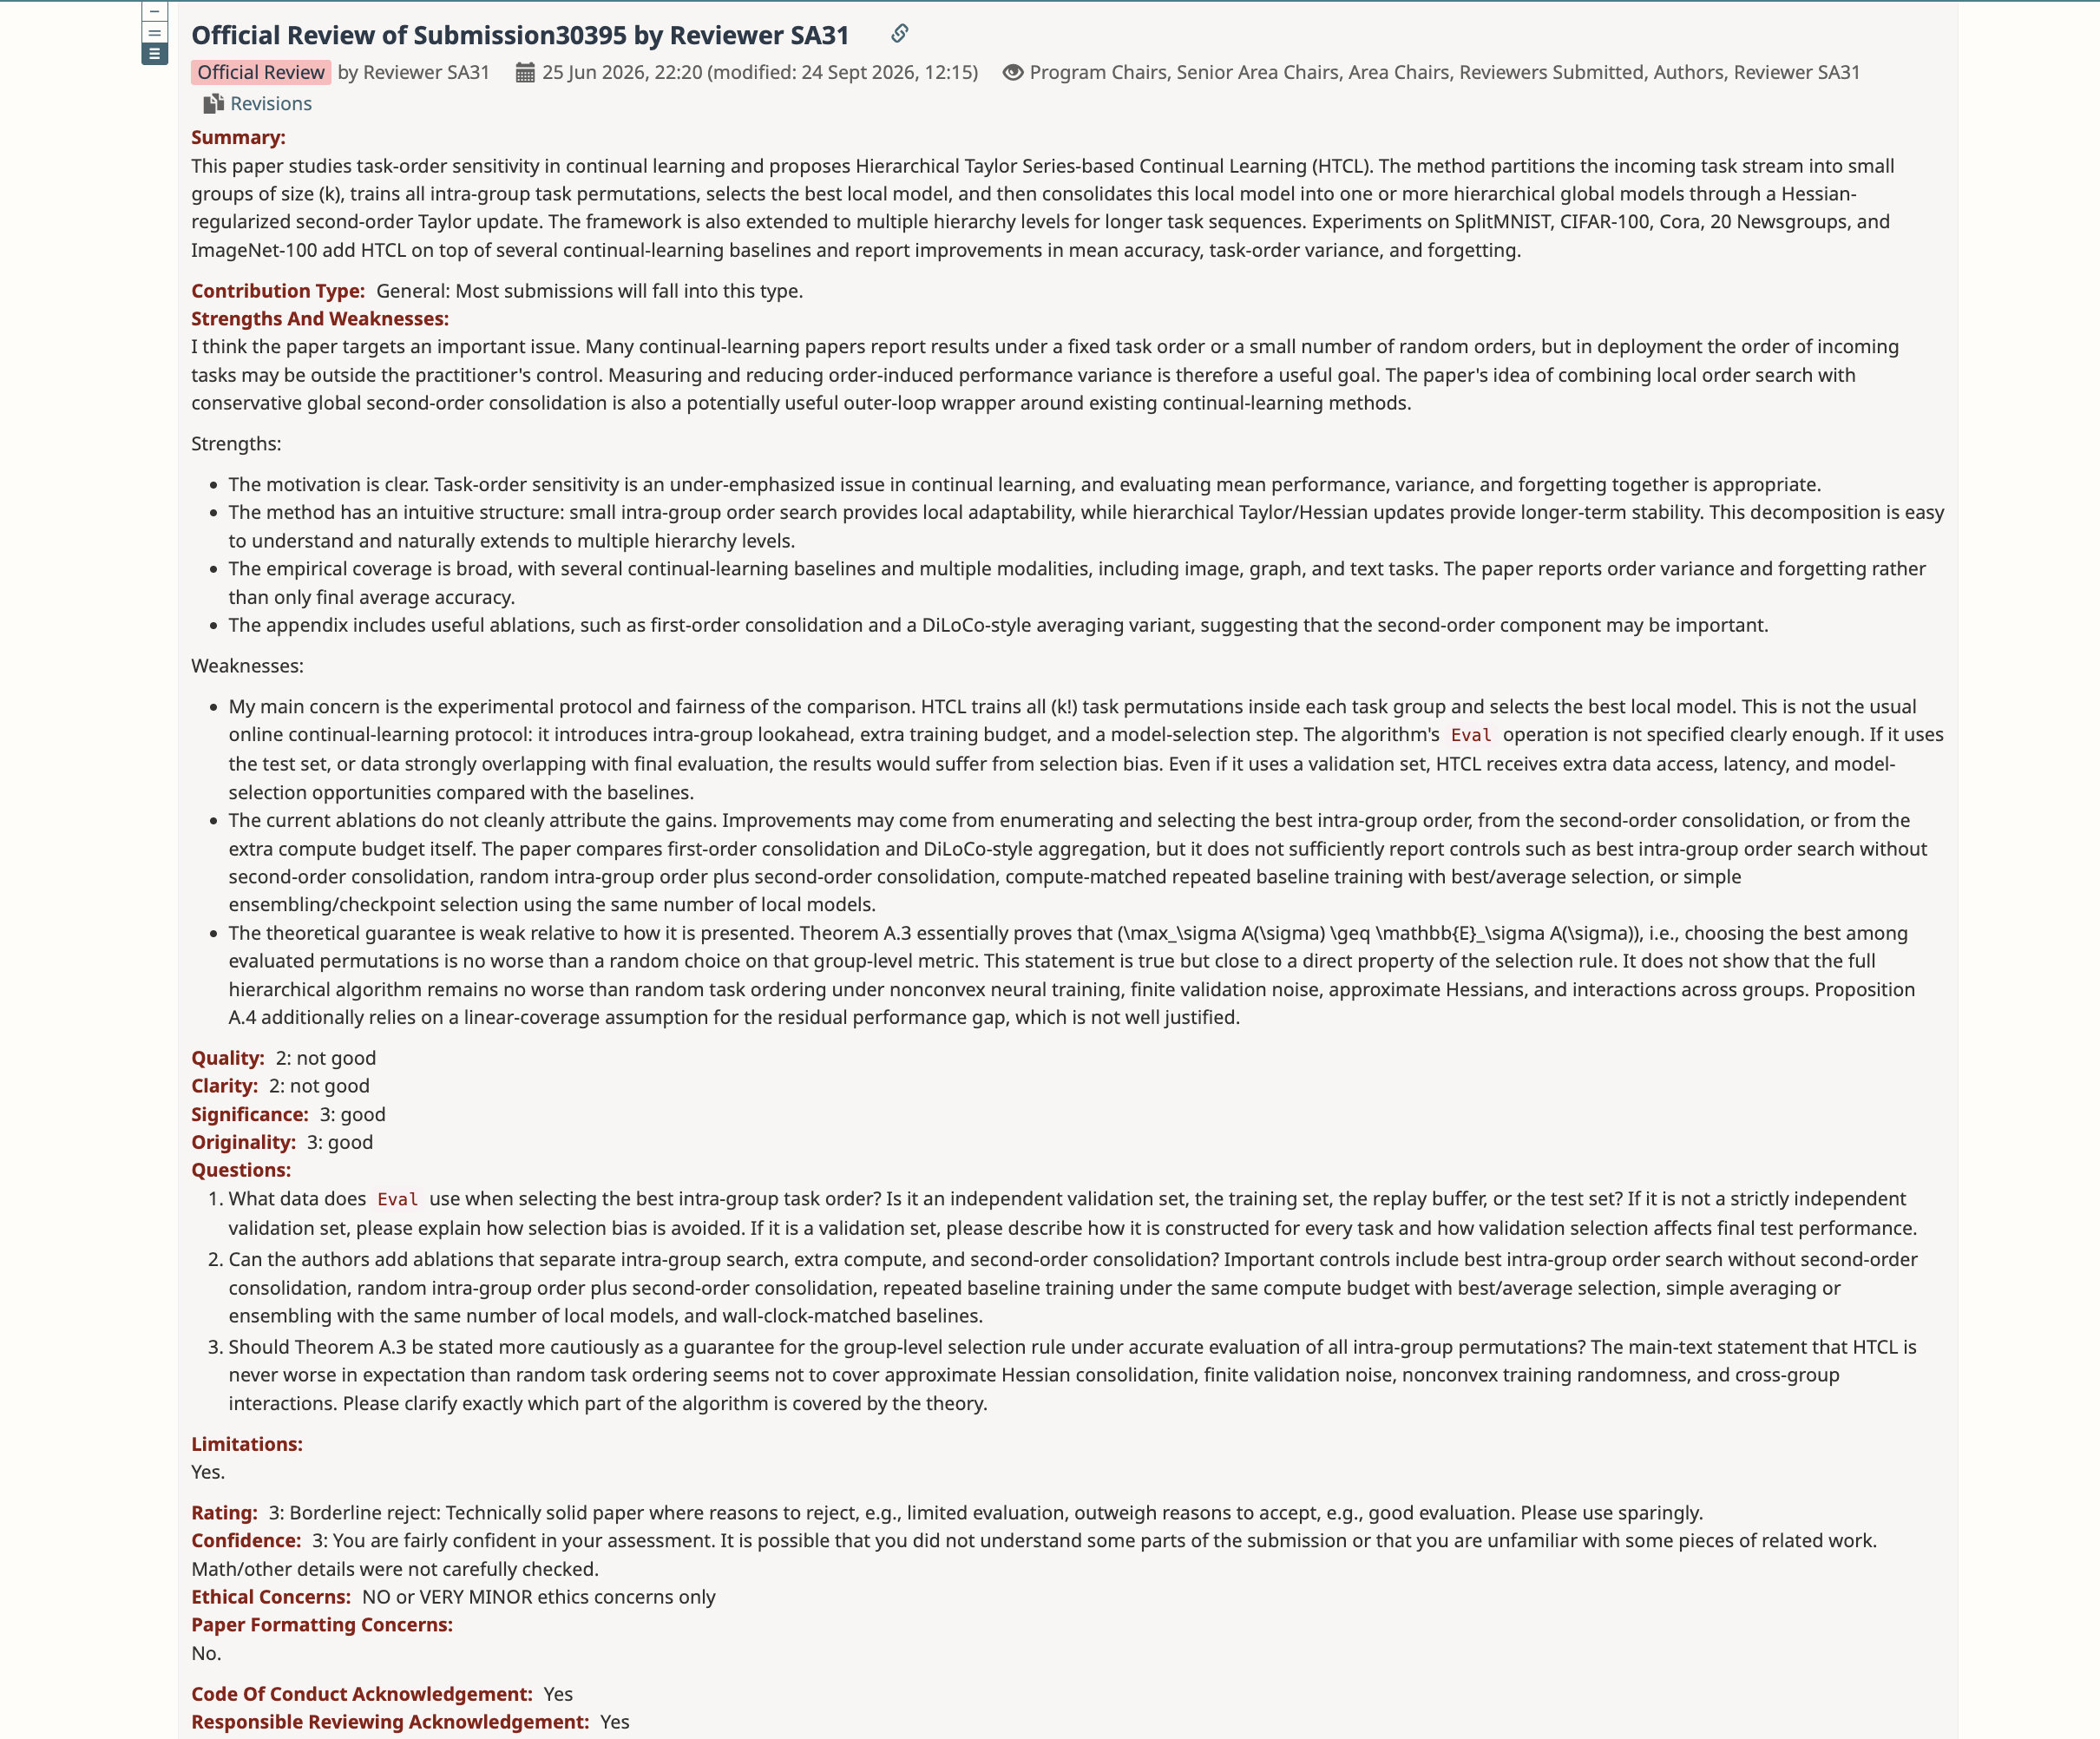 Official Review of Submission30395 by Reviewer SA31
Official Review by Reviewer SA31 25 Jun 2026, 22:20 (modified: 24 Sept 2026, 12:15) Program Chairs, Senior Area Chairs, Area Chairs, Reviewers Submitted, Authors, Reviewer SA31
Revisions
Summary:
This paper studies task-order sensitivity in continual learning and proposes Hierarchical Taylor Series-based Continual Learning (HTCL). The method partitions the incoming task stream into small
groups of size (k), trains all intra-group task permutations, selects the best local model, and then consolidates this local model into one or more hierarchical global models through a Hessian-
regularized second-order Taylor update. The framework is also extended to multiple hierarchy levels for longer task sequences. Experiments on SplitMNIST, CIFAR-100, Cora, 20 Newsgroups, and
ImageNet-100 add HTCL on top of several continual-learning baselines and report improvements in mean accuracy, task-order variance, and forgetting.
Contribution Type: General: Most submissions will fall into this type.
Strengths And Weaknesses:
I think the paper targets an important issue. Many continual-learning papers report results under a fixed task order or a small number of random orders, but in deployment the order of incoming
tasks may be outside the practitioner's control. Measuring and reducing order-induced performance variance is therefore a useful goal. The paper's idea of combining local order search with
conservative global second-order consolidation is also a potentially useful outer-loop wrapper around existing continual-learning methods.
Strengths:
• The motivation is clear. Task-order sensitivity is an under-emphasized issue in continual learning, and evaluating mean performance, variance, and forgetting together is appropriate.
• The method has an intuitive structure: small intra-group order search provides local adaptability, while hierarchical Taylor/Hessian updates provide longer-term stability. This decomposition is easy
to understand and naturally extends to multiple hierarchy levels.
• The empirical coverage is broad, with several continual-learning baselines and multiple modalities, including image, graph, and text tasks. The paper reports order variance and forgetting rather
than only final average accuracy.
• The appendix includes useful ablations, such as first-order consolidation and a DiLoCo-style averaging variant, suggesting that the second-order component may be important.
Weaknesses:
• My main concern is the experimental protocol and fairness of the comparison. HTCL trains all (k!) task permutations inside each task group and selects the best local model. This is not the usual
online continual-learning protocol: it introduces intra-group lookahead, extra training budget, and a model-selection step. The algorithm's Eval operation is not specified clearly enough. If it uses
the test set, or data strongly overlapping with final evaluation, the results would suffer from selection bias. Even if it uses a validation set, HTCL receives extra data access, latency, and model-
selection opportunities compared with the baselines.
• The current ablations do not cleanly attribute the gains. Improvements may come from enumerating and selecting the best intra-group order, from the second-order consolidation, or from the
extra compute budget itself. The paper compares first-order consolidation and DiLoCo-style aggregation, but it does not sufficiently report controls such as best intra-group order search without
second-order consolidation, random intra-group order plus second-order consolidation, compute-matched repeated baseline training with best/average selection, or simple
ensembling/checkpoint selection using the same number of local models.
• The theoretical guarantee is weak relative to how it is presented. Theorem A.3 essentially proves that (\max_\sigma A(\sigma) \geq \mathbb{E}_\sigma A(\sigma)), i.e., choosing the best among
evaluated permutations is no worse than a random choice on that group-level metric. This statement is true but close to a direct property of the selection rule. It does not show that the full
hierarchical algorithm remains no worse than random task ordering under nonconvex neural training, finite validation noise, approximate Hessians, and interactions across groups. Proposition
A.4 additionally relies on a linear-coverage assumption for the residual performance gap, which is not well justified.
Quality: 2: not good
Clarity: 2: not good
Significance: 3: good
Originality: 3: good
Questions:
1. What data does Eval use when selecting the best intra-group task order? Is it an independent validation set, the training set, the replay buffer, or the test set? If it is not a strictly independent
validation set, please explain how selection bias is avoided. If it is a validation set, please describe how it is constructed for every task and how validation selection affects final test performance.
2. Can the authors add ablations that separate intra-group search, extra compute, and second-order consolidation? Important controls include best intra-group order search without second-order
consolidation, random intra-group order plus second-order consolidation, repeated baseline training under the same compute budget with best/average selection, simple averaging or
ensembling with the same number of local models, and wall-clock-matched baselines.
3. Should Theorem A.3 be stated more cautiously as a guarantee for the group-level selection rule under accurate evaluation of all intra-group permutations? The main-text statement that HTCL is
never worse in expectation than random task ordering seems not to cover approximate Hessian consolidation, finite validation noise, nonconvex training randomness, and cross-group
interactions. Please clarify exactly which part of the algorithm is covered by the theory.
Limitations:
Yes.
Rating: 3: Borderline reject: Technically solid paper where reasons to reject, e.g., limited evaluation, outweigh reasons to accept, e.g., good evaluation. Please use sparingly.
Confidence: 3: You are fairly confident in your assessment. It is possible that you did not understand some parts of the submission or that you are unfamiliar with some pieces of related work.
Math/other details were not carefully checked.
Ethical Concerns: NO or VERY MINOR ethics concerns only
Paper Formatting Concerns:
No.
Code Of Conduct Acknowledgement: Yes
Responsible Reviewing Acknowledgement: Yes